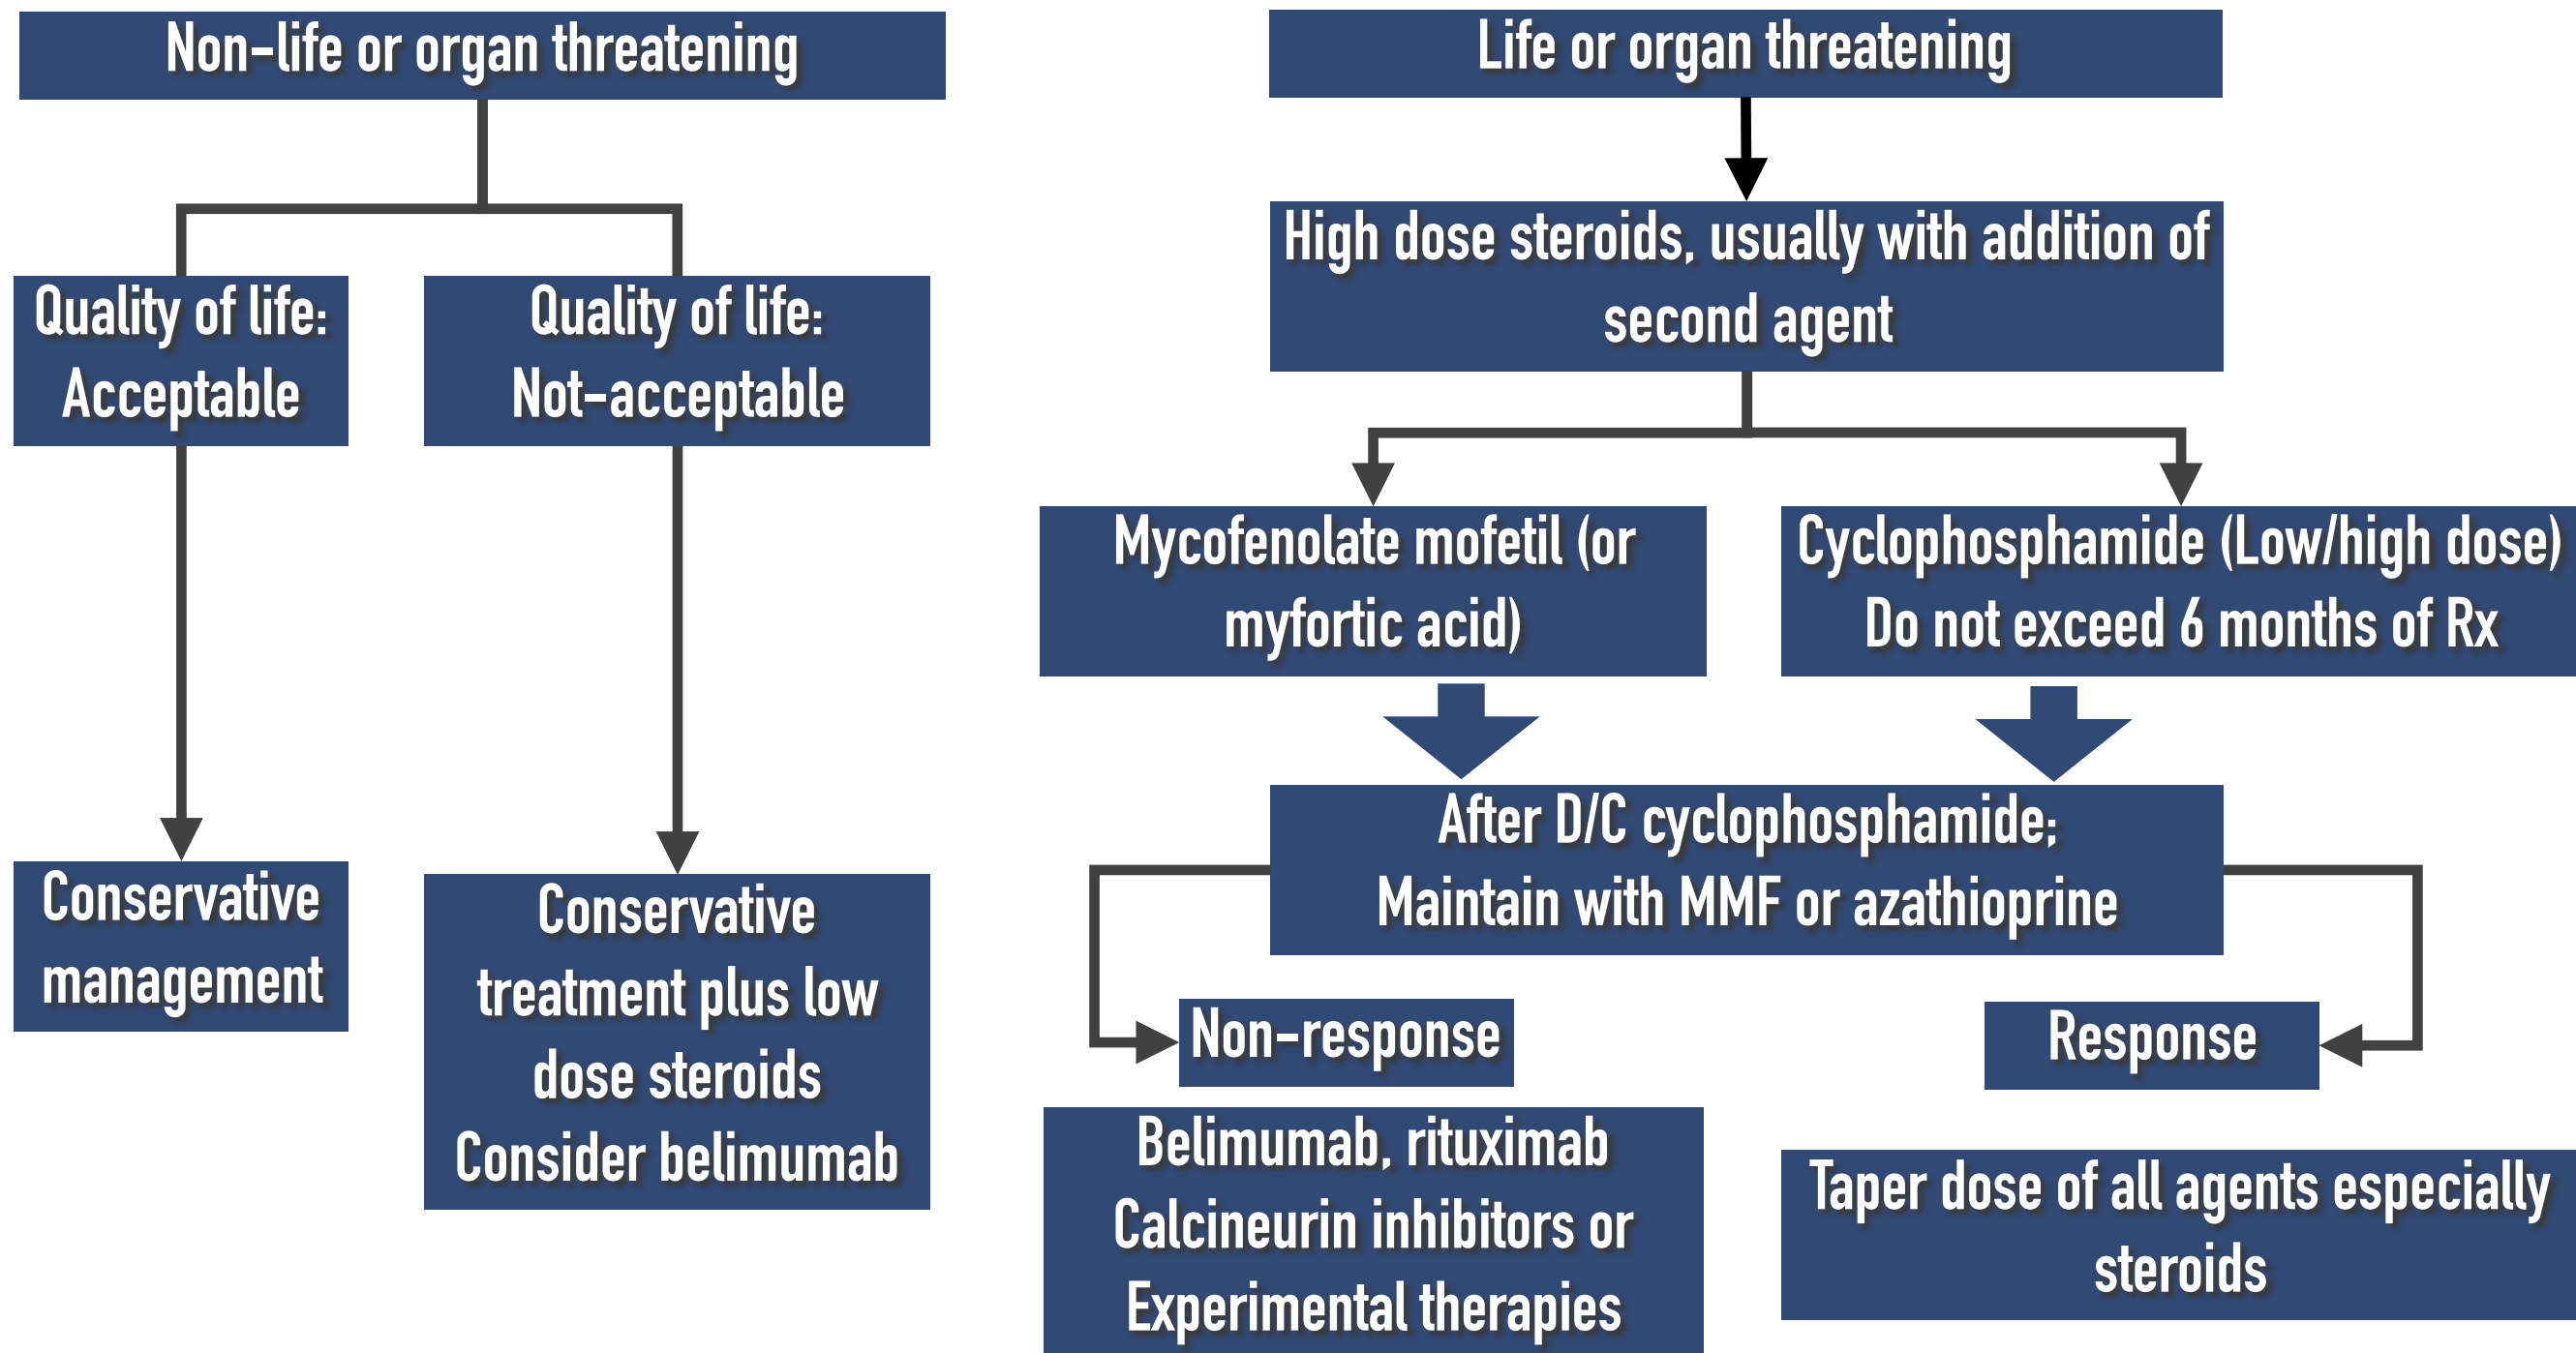 Non-life or organ threatening
Quality of life:
Acceptable
Quality of life:
Not-acceptable
Conservative
management
Conservative
treatment plus low
dose steroids
Consider belimumab
Life or organ threatening
High dose steroids, usually with addition of
second agent
Mycofenolate mofetil (or
myfortic acid)
Cyclophosphamide (Low/high dose)
Do not exceed 6 months of Rx
After D/C cyclophosphamide;
Maintain with MMF or azathioprine
Non-response
Belimumab, rituximab
Calcineurin inhibitors or
Experimental therapies
Response
Taper dose of all agents especially
steroids